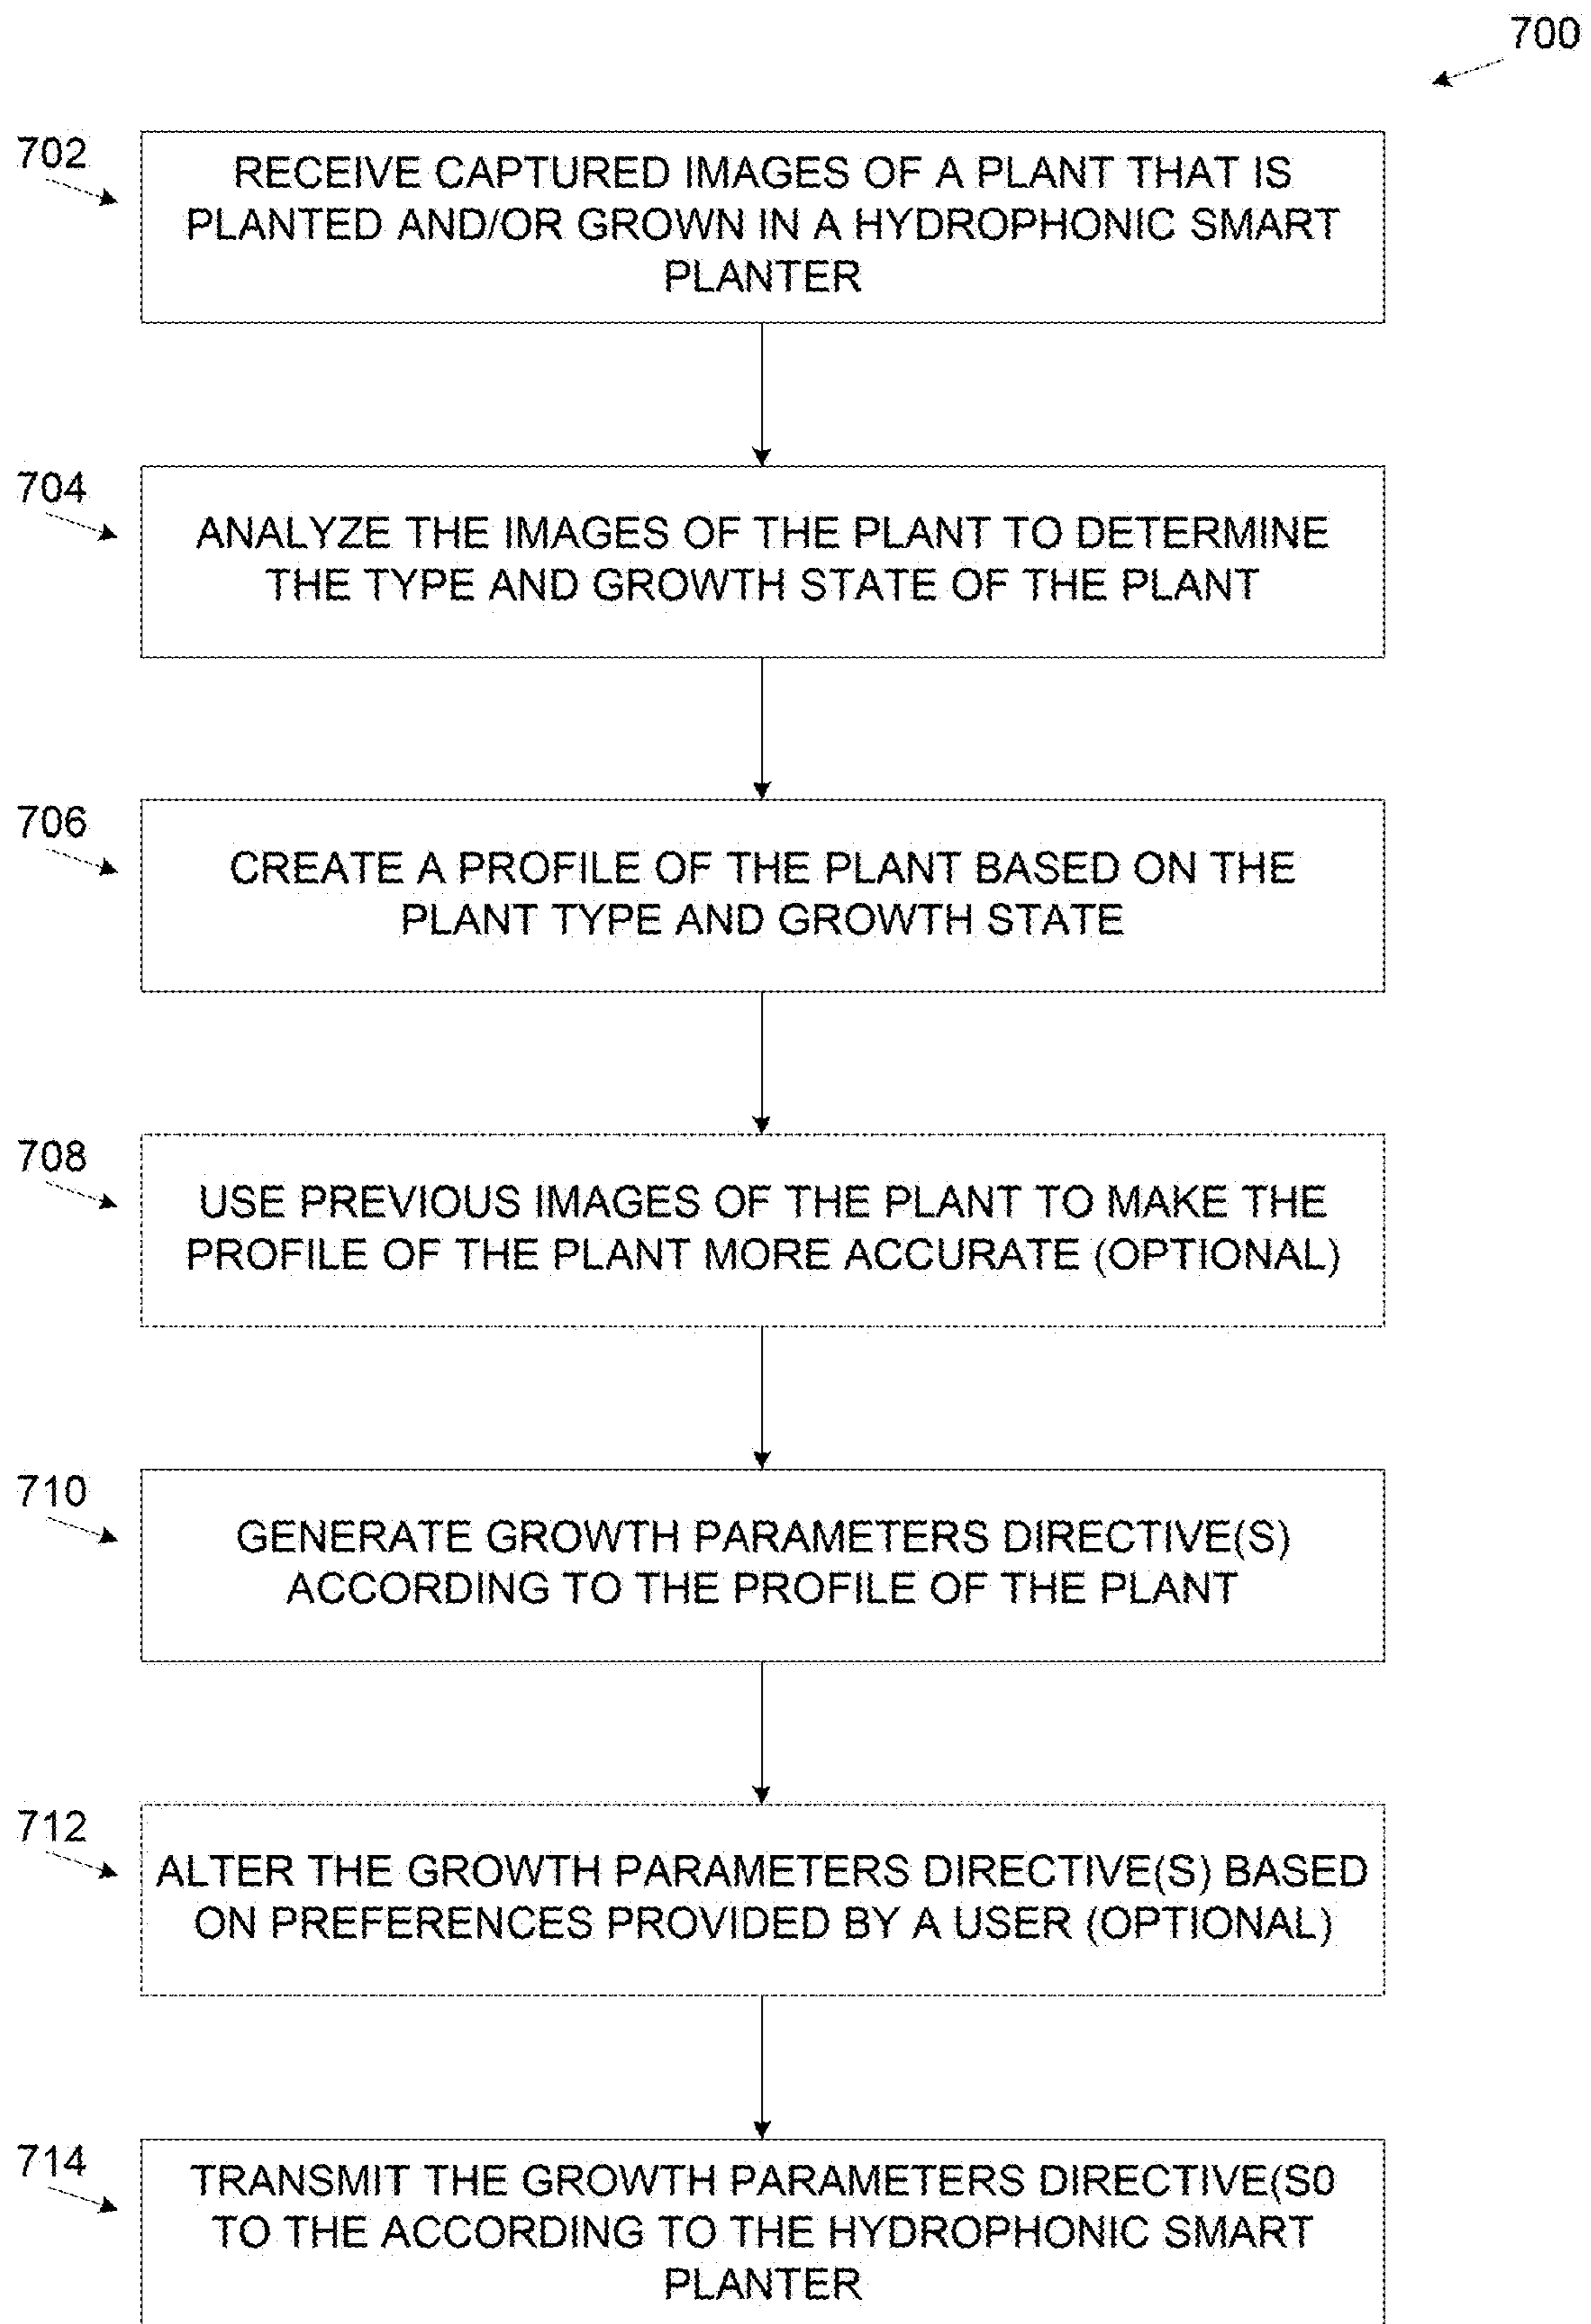 700
702
RECEIVE CAPTURED IMAGES OF A PLANT THAT IS
PLANTED AND/OR GROWN IN A HYDROPHONIC SMART
PLANTER
704
ANALYZE THE IMAGES OF THE PLANT TO DETERMINE
THE TYPE AND GROWTH STATE OF THE PLANT
706
CREATE A PROFILE OF THE PLANT BASED ON THE
PLANT TYPE AND GROWTH STATE
708
USE PREVIOUS IMAGES OF THE PLANT TO MAKE THE
PROFILE OF THE PLANT MORE ACCURATE (OPTIONAL)
710
GENERATE GROWTH PARAMETERS DIRECTIVE(S)
ACCORDING TO THE PROFILE OF THE PLANT
712
ALTER THE GROWTH PARAMETERS DIRECTIVE(S) BASED
ON PREFERENCES PROVIDED BY A USER (OPTIONAL)
714
TRANSMIT THE GROWTH PARAMETERS DIRECTIVE(S0
TO THE ACCORDING TO THE HYDROPHONIC SMART
PLANTER